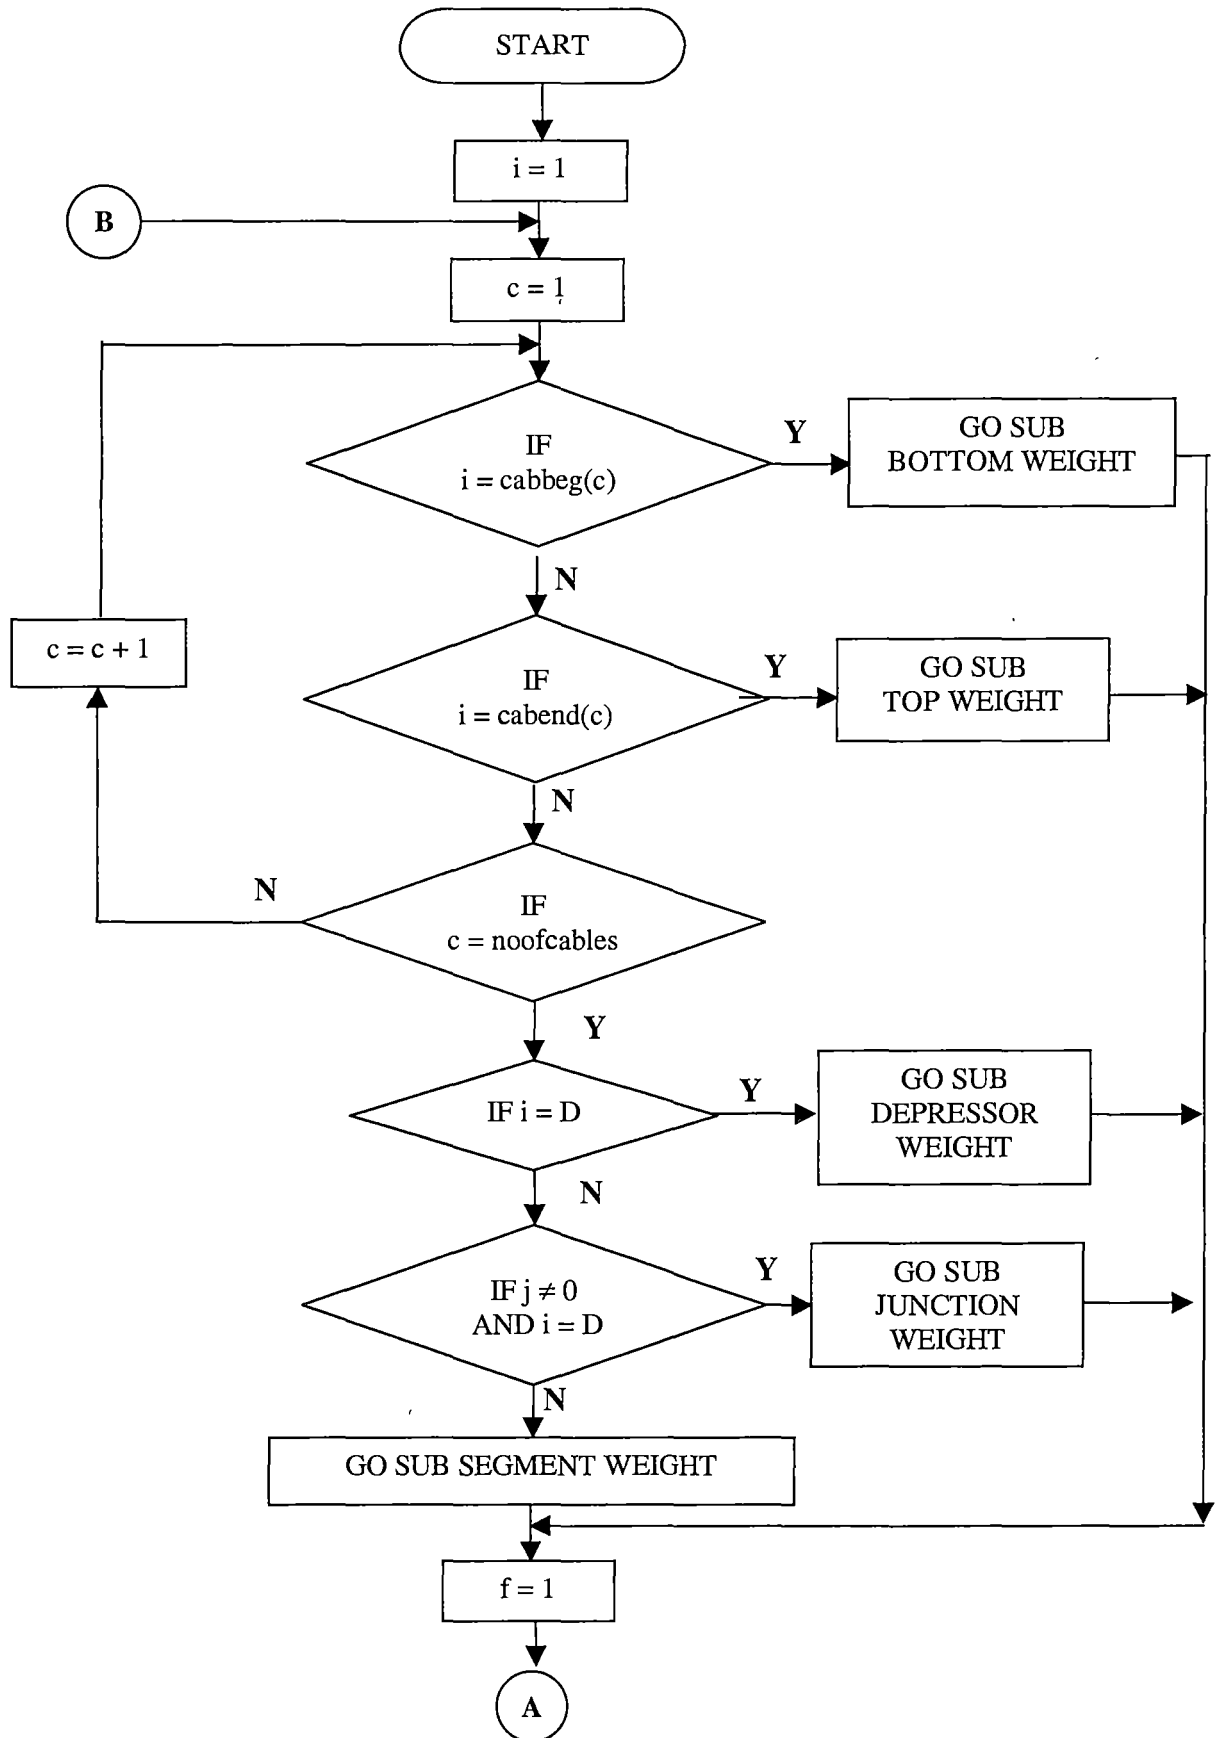 START
i = 1
B
c = 1
IF
i = cabbeg(c)
Y
GO SUB
BOTTOM WEIGHT
N
c = c + 1
IF
i = cabend(c)
Y
GO SUB
TOP WEIGHT
N
N
IF
c = noofcables
Y
IF i = D
Y
GO SUB
DEPRESSOR
WEIGHT
N
IF j ≠ 0
AND i = D
Y
GO SUB
JUNCTION
WEIGHT
N
GO SUB SEGMENT WEIGHT
f = 1
A